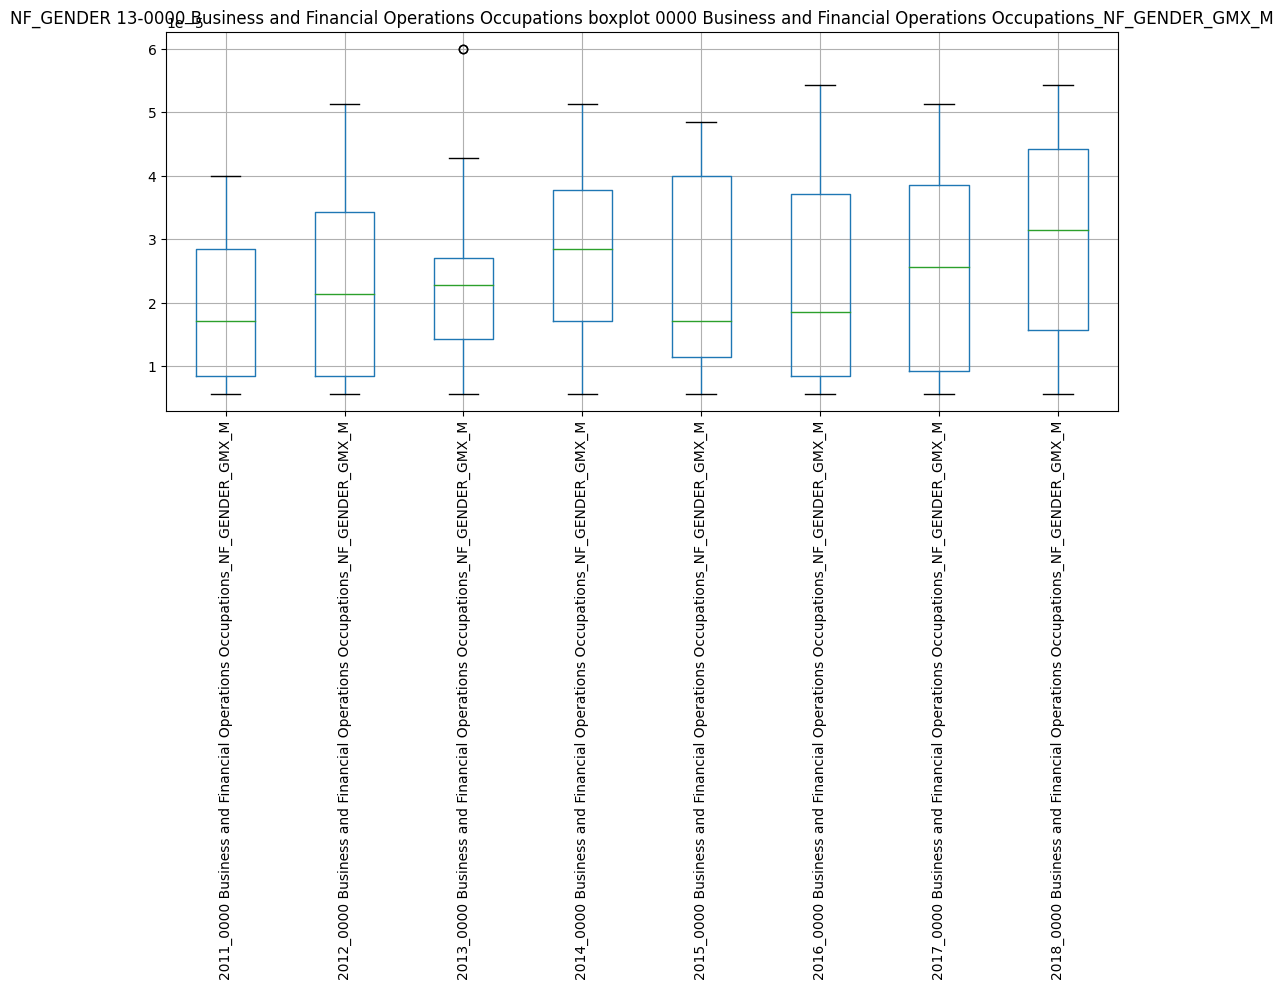 NF_GENDER 13-0000 Business and Financial Operations Occupations boxplot 0000 Business and Financial Operations Occupations_NF_GENDER_GMX_M
1e−5
6
5
4
3
2
1
2011_0000 Business and Financial Operations Occupations_NF_GENDER_GMX_M
2012_0000 Business and Financial Operations Occupations_NF_GENDER_GMX_M
2013_0000 Business and Financial Operations Occupations_NF_GENDER_GMX_M
2014_0000 Business and Financial Operations Occupations_NF_GENDER_GMX_M
2015_0000 Business and Financial Operations Occupations_NF_GENDER_GMX_M
2016_0000 Business and Financial Operations Occupations_NF_GENDER_GMX_M
2017_0000 Business and Financial Operations Occupations_NF_GENDER_GMX_M
2018_0000 Business and Financial Operations Occupations_NF_GENDER_GMX_M